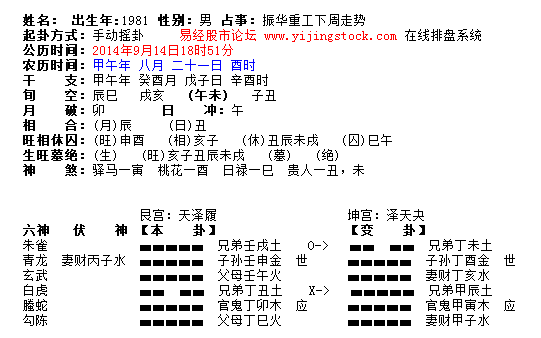 姓名： 出生年:1981 性别：男 占事：振华重工下周走势
起卦方式：手动摇卦 易经股市论坛 www.yijingstock.com 在线排盘系统
公历时间：2014年9月14日18时51分
农历时间：甲午年 八月 二十一日 酉时
干 支：甲午年 癸酉月 戊子日 辛酉时
旬 空：辰巳 戌亥 (午未) 子丑
月 破：卯 日 冲：午
相 合：(月)辰 (日)丑
旺相休囚：(旺)申酉 (相)亥子 (休)丑辰未戌 (囚)巳午
生旺墓绝：(生) (旺)亥子丑辰未戌 (墓) (绝)
神 煞：驿马—寅 桃花—酉 日禄—巳 贵人—丑，未
艮宫：天泽履 坤宫：泽天夬
六神 伏 神 【本 卦】 【变 卦】
朱雀 兄弟壬戌土 O-> 兄弟丁未土
青龙 妻财丙子水 子孙壬申金 世 子孙丁酉金 世
玄武 父母壬午火 妻财丁亥水
白虎 兄弟丁丑土 X-> 兄弟甲辰土
螣蛇 官鬼丁卯木 应 官鬼甲寅木 应
勾陈 父母丁巳火 妻财甲子水